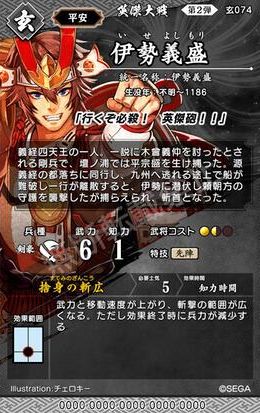 玄
平安
英傑大戦
第2弾
玄074
いせよしもり
伊勢義盛
統一名称:伊勢義盛
生没年:不明~1186
「行くぞ必殺！ 英傑砲！！」
義経四天王の一人。一説に木曽義仲を討ったとされる剛兵で、壇ノ浦では平宗盛を生け捕った。源義経の都落ちに同行し、九州へ逃れる途中で船が難破し一行が離散すると、伊勢に潜伏し頼朝方の守護を襲撃したが捕らえられ、斬首となった。
兵種
武力
知力
武将コスト
剣豪
6
1
特技
先陣
すてみのざんこう
捨身の斬広
必要士気
5
効果時間
知力時間
効果範囲
武力と移動速度が上がり、斬撃の範囲が広くなる。ただし効果終了時に兵力が減少する
Illustration:チェロキー
©SEGA
0000-0000-0000-0000-0000